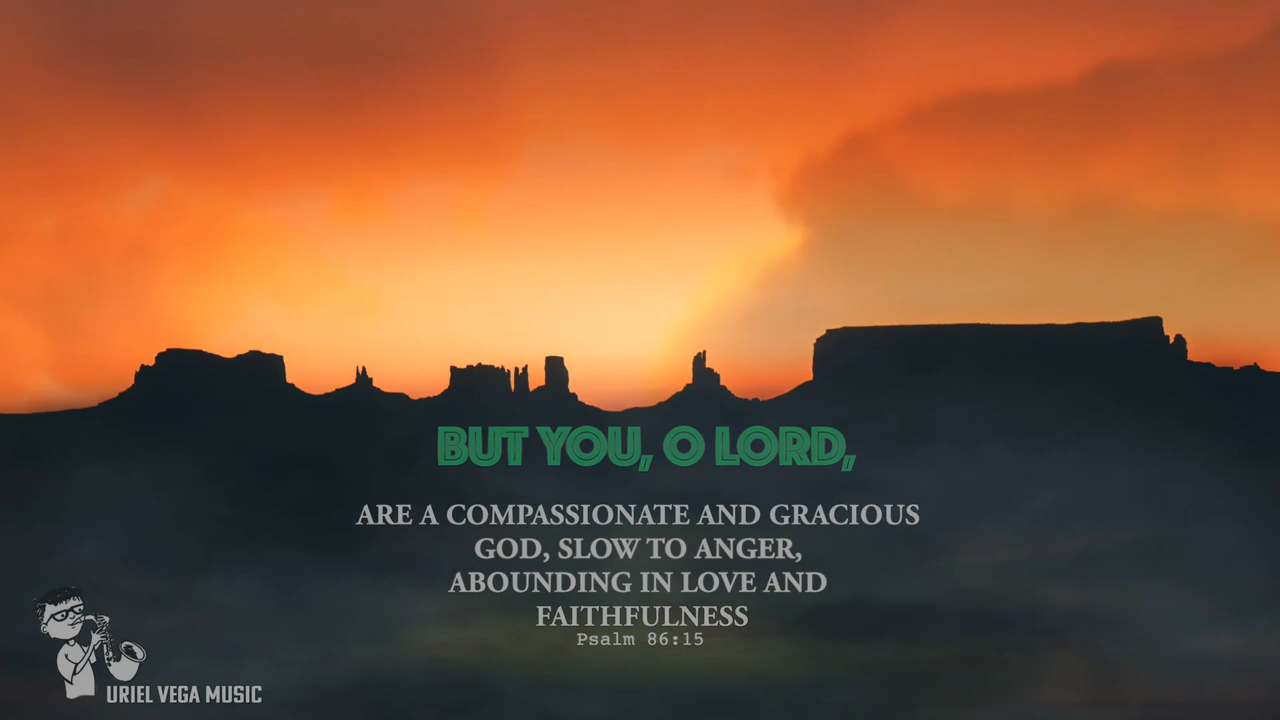 BUT YOU, O LORD,
ARE A COMPASSIONATE AND GRACIOUS
GOD, SLOW TO ANGER,
ABOUNDING IN LOVE AND
FAITHFULNESS
Psalm 86:15
URIEL VEGA MUSIC